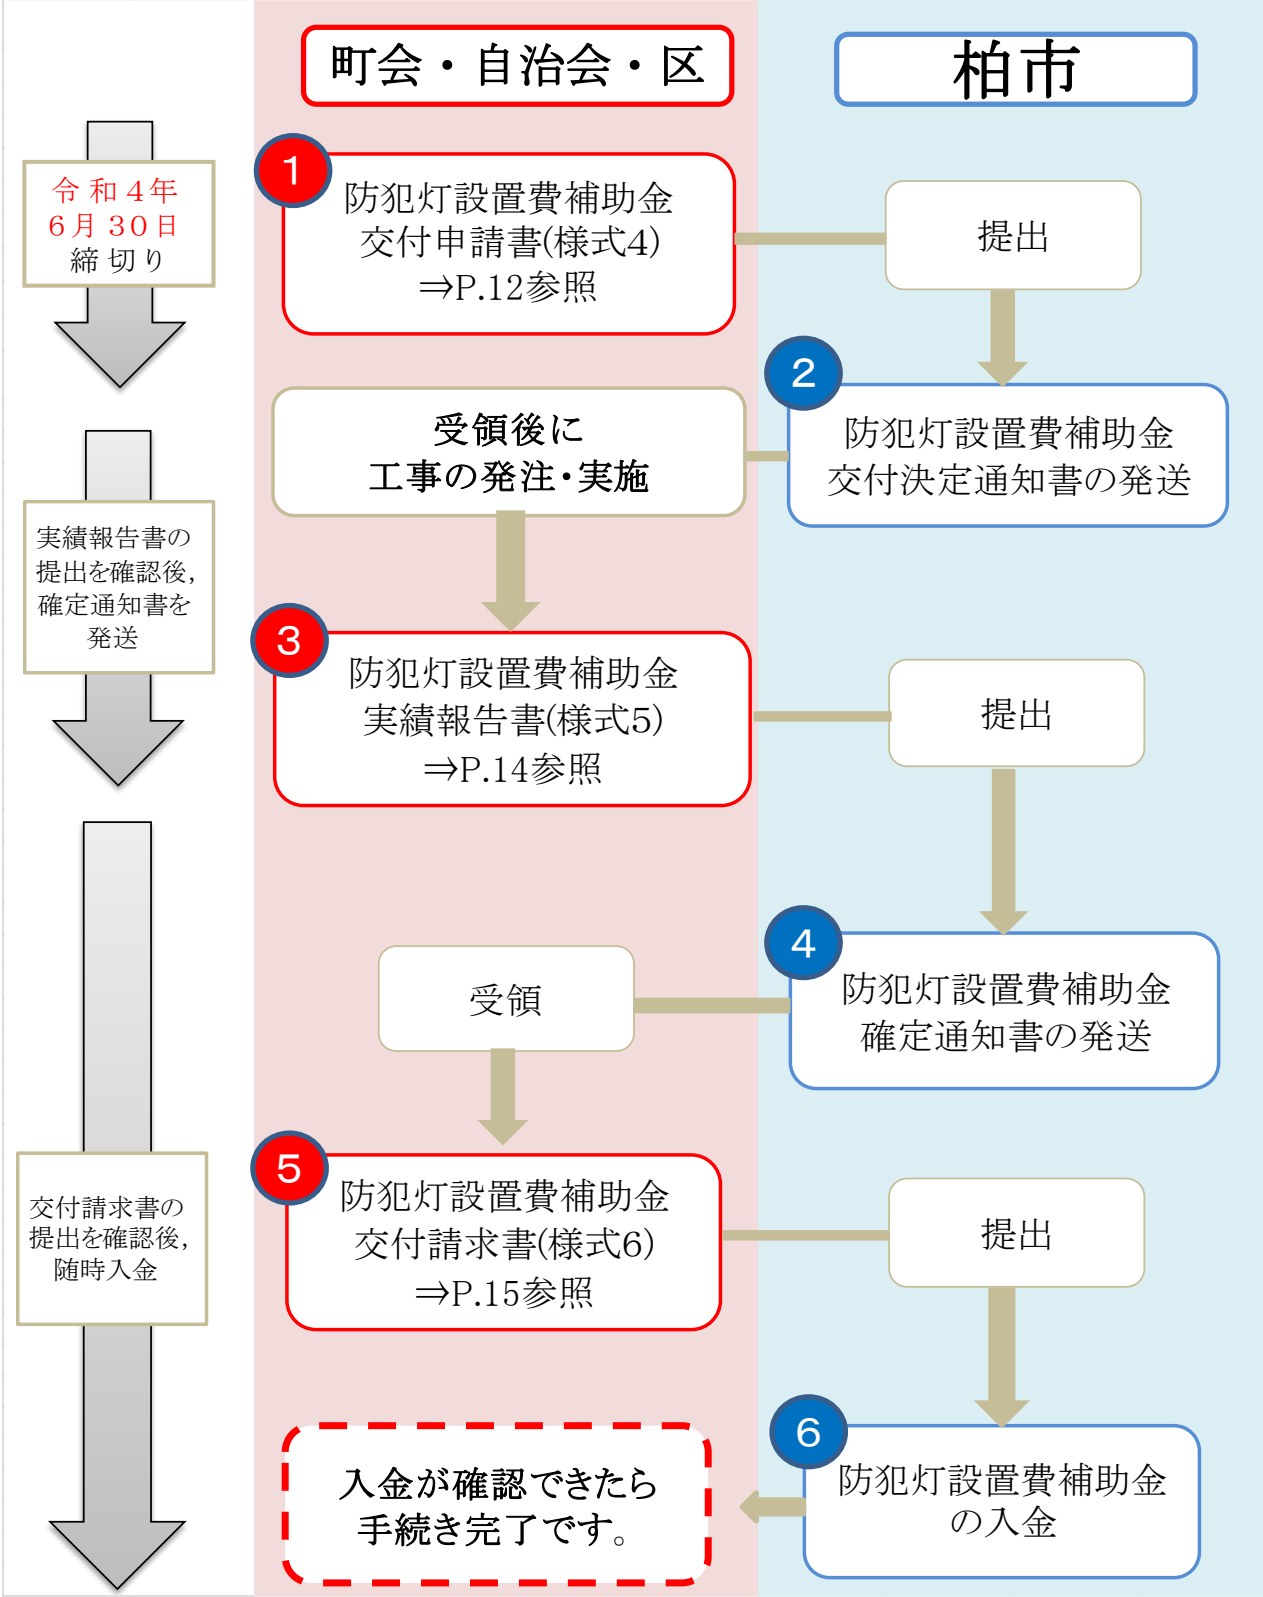 町会・自治会・区
柏市
令和4年
6月30日
締切り
1
防犯灯設置費補助金
交付申請書(様式4)
⇒P.12参照
提出
2
防犯灯設置費補助金
交付決定通知書の発送
受領後に
工事の発注・実施
実績報告書の
提出を確認後,
確定通知書を
発送
3
防犯灯設置費補助金
実績報告書(様式5)
⇒P.14参照
提出
4
防犯灯設置費補助金
確定通知書の発送
受領
5
防犯灯設置費補助金
交付請求書(様式6)
⇒P.15参照
提出
交付請求書の
提出を確認後,
随時入金
6
防犯灯設置費補助金
の入金
入金が確認できたら
手続き完了です。